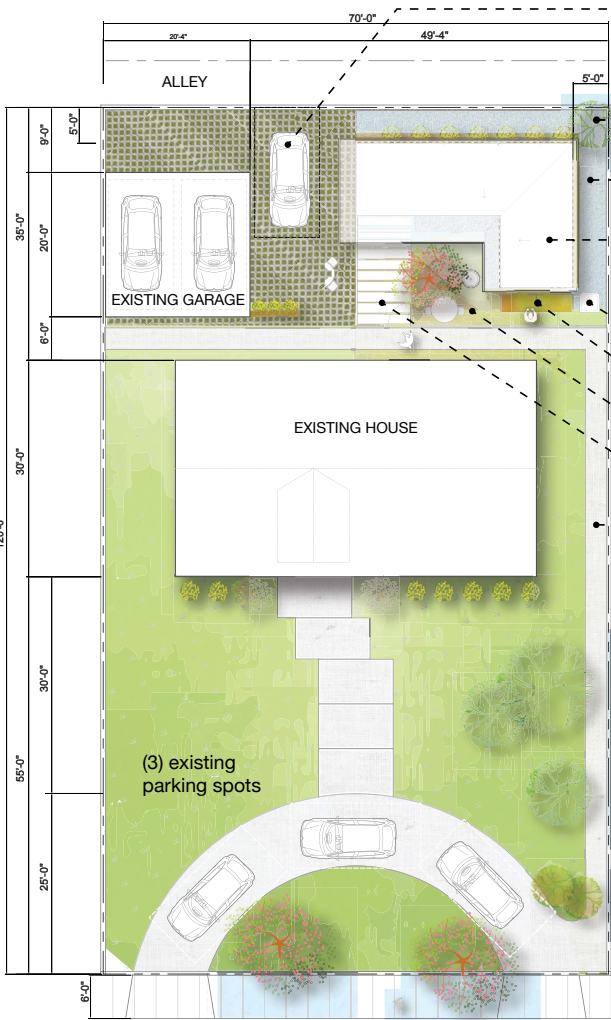 70'-0"
20'-4"
49'-4"
ALLEY
5'-0"
9'-0"
5'-0"
35'-0"
20'-0"
EXISTING GARAGE
6'-0"
30'-0"
EXISTING HOUSE
30'-0"
55'-0"
(3) existing
parking spots
25'-0"
6'-0"